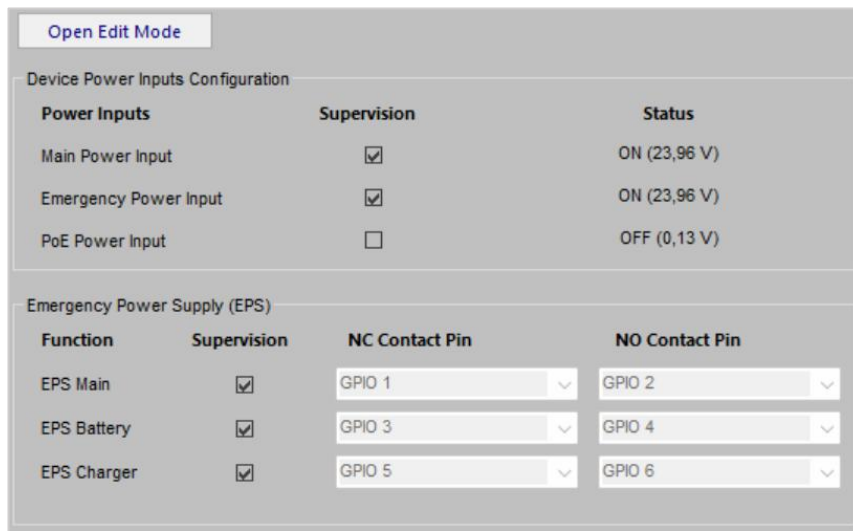 Open Edit Mode
Device Power Inputs Configuration
Power Inputs Supervision Status
Main Power Input ON (23,96 V)
Emergency Power Input ON (23,96 V)
PoE Power Input OFF (0,13 V)
Emergency Power Supply (EPS)
Function Supervision NC Contact Pin NO Contact Pin
EPS Main GPIO 1 GPIO 2
EPS Battery GPIO 3 GPIO 4
EPS Charger GPIO 5 GPIO 6